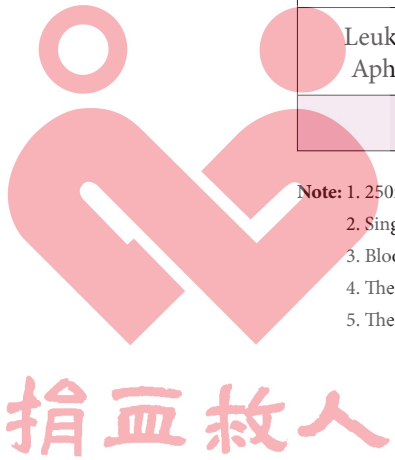 Leuk
Aph
Note: 1. 250
2. Sing
3. Bloo
4. The
5. The
捐血救人